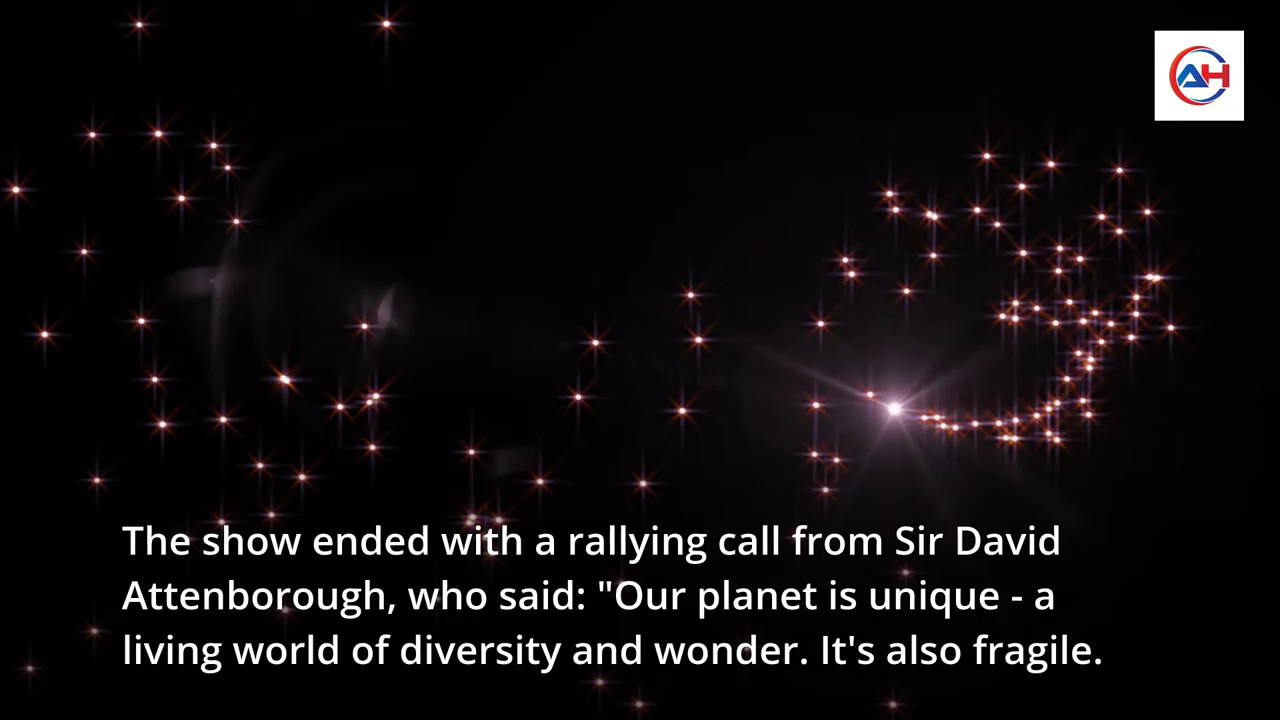 AH
The show ended with a rallying call from Sir David
Attenborough, who said: "Our planet is unique - a
living world of diversity and wonder. It's also fragile.